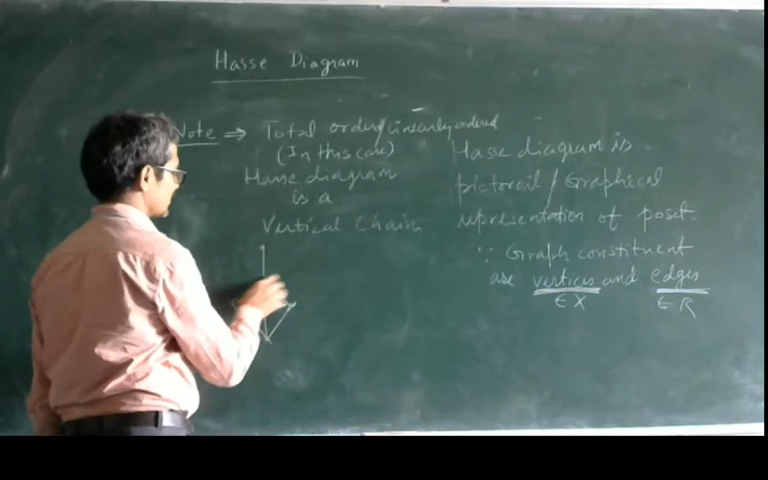 Hasse Diagram
Note ⇒ Total order/Linearly ordered
(In this case)
Hasse diagram
is a
Vertical Chain
Hasse diagram is
pictorail / Graphical
representation of poset.
∵ Graph constituent
are vertices and edges
∈ X ∈ R